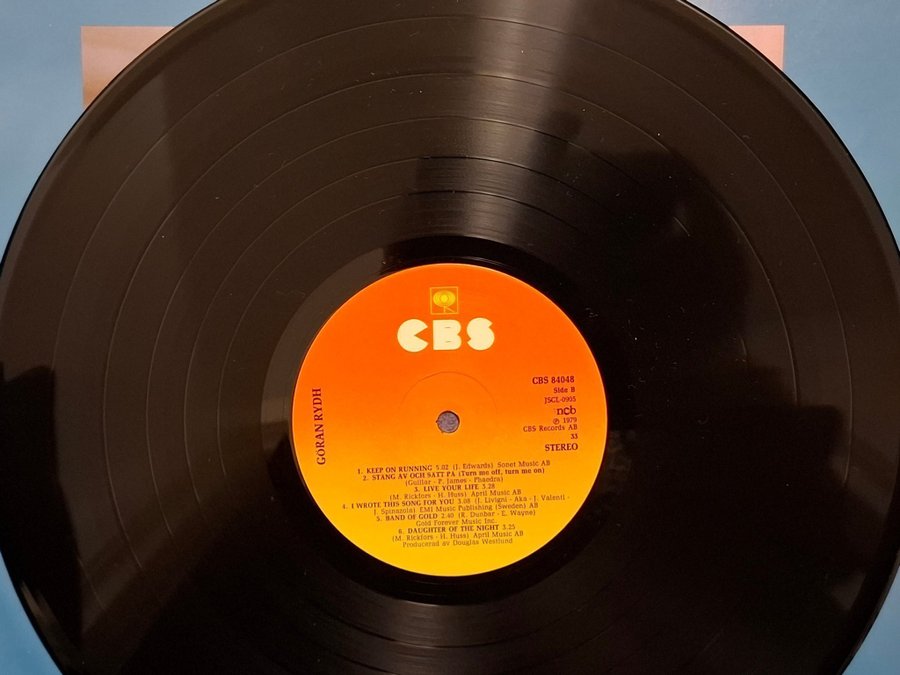 CBS
CBS 84048
Side B
JSCL-0905
ncb
℗ 1979
CBS Records AB
33
STEREO
GÖRAN RYDH
1. KEEP ON RUNNING 5.02 (J. Edwards) Sonet Music AB
2. STÄNG AV OCH SÄTT PÅ (Turn me off, turn me on)
(Guillar - P. James - Phaedra)
3. LIVE YOUR LIFE 3.28
(M. Rickfors - H. Huss) April Music AB
4. I WROTE THIS SONG FOR YOU 3.08 (J. Livigni - Aka - J. Valenti -
J. Spinazola) EMI Music Publishing (Sweden) AB
5. BAND OF GOLD 2.40 (R. Dunbar - E. Wayne)
Gold Forever Music Inc.
6. DAUGHTER OF THE NIGHT 3.25
(M. Rickfors - H. Huss) April Music AB
Producerad av Douglas Westlund